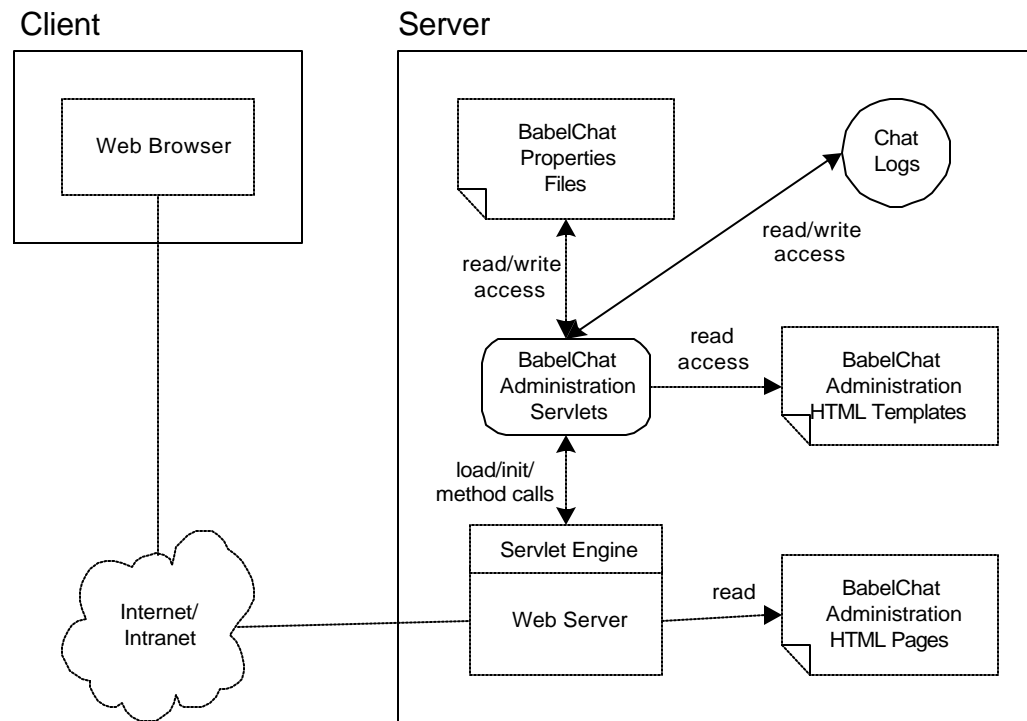 Client
Server
Web Browser
BabelChat
Properties
Files
Chat
Logs
read/write
access
read/write
access
BabelChat
Administration
Servlets
read
access
BabelChat
Administration
HTML Templates
load/init/
method calls
Servlet Engine
Web Server
Internet/
Intranet
read
BabelChat
Administration
HTML Pages